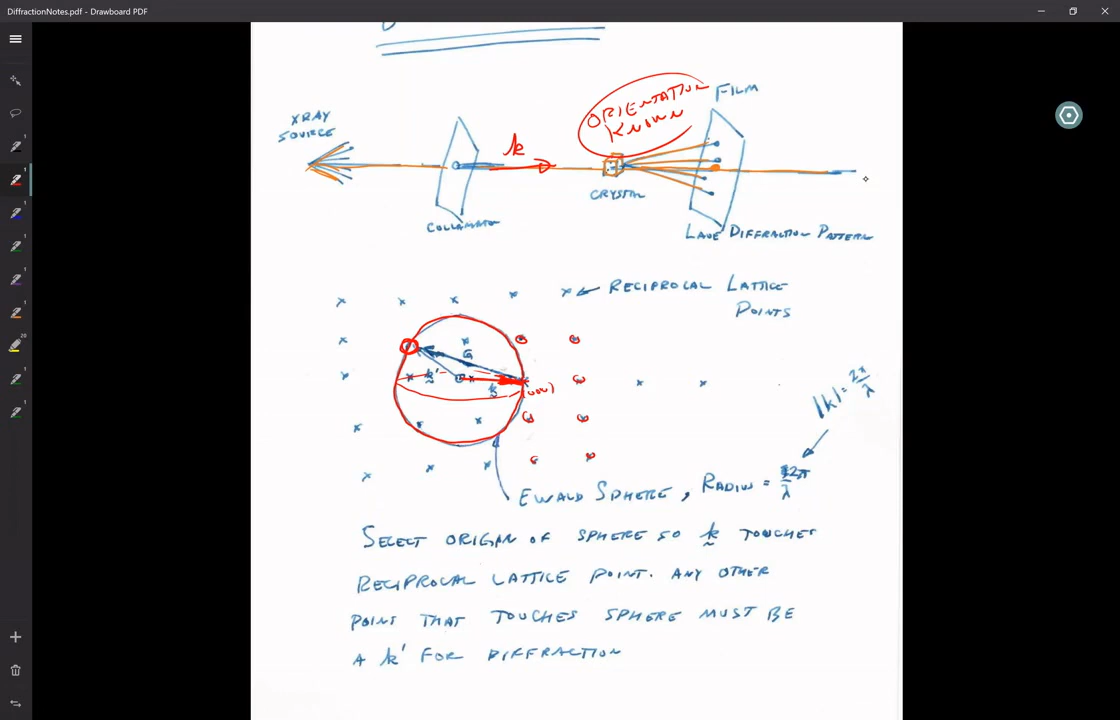 DiffractionNotes.pdf - Drawboard PDF
ORIENTATION
KNOWN
FILM
XRAY
SOURCE
k
CRYSTAL
COLLAMATOR
LAUE DIFFRACTION PATTERN
RECIPROCAL LATTICE
POINTS
G
k'
k
(000)
|k| = 2π/λ
EWALD SPHERE, RADIUS = 2π/λ
SELECT ORIGAN OF SPHERE SO k TOUCHES
RECIPROCAL LATTICE POINT. ANY OTHER
POINT THAT TOUCHES SPHERE MUST BE
A k' FOR DIFFRACTION